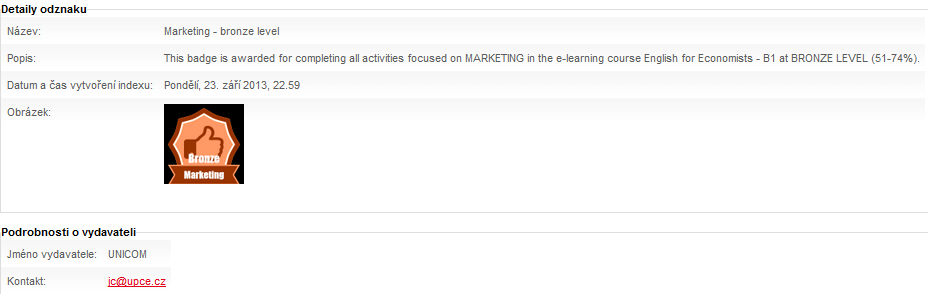 Detaily odznaku
Název: Marketing - bronze level
Popis: This badge is awarded for completing all activities focused on MARKETING in the e-learning course English for Economists - B1 at BRONZE LEVEL (51-74%).
Datum a čas vytvoření indexu: Pondělí, 23. září 2013, 22.59
Obrázek:
Bronze
Marketing
Podrobnosti o vydavateli
Jméno vydavatele: UNICOM
Kontakt: jc@upce.cz